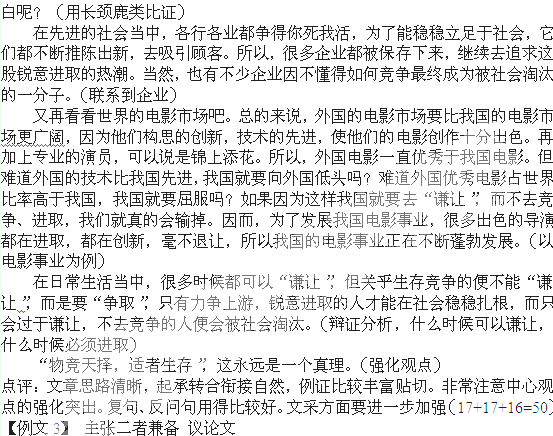 白呢？（用长颈鹿类比证）
在先进的社会当中，各行各业都争得你死我活，为了能稳稳立足于社会，它
们都不断推陈出新，去吸引顾客。所以，很多企业都被保存下来，继续去追求这
股锐意进取的热潮。当然，也有不少企业因不懂得如何竞争最终成为被社会淘汰
的一分子。（联系到企业）
又再看看世界的电影市场吧。总的来说，外国的电影市场要比我国的电影市
场更广阔，因为他们构思的创新，技术的先进，使他们的电影创作十分出色。再
加上专业的演员，可以说是锦上添花。所以，外国电影一直优秀于我国电影。但
难道外国的技术比我国先进，我国就要向外国低头吗？难道外国优秀电影占世界
比率高于我国，我国就要屈服吗？如果因为这样我国就要去“谦让”，而不去竞
争、进取，我们就真的会输掉。因而，为了发展我国电影事业，很多出色的导演
都在进取，都在创新，毫不退让，所以我国的电影事业正在不断蓬勃发展。（以
电影事业为例）
在日常生活当中，很多时候都可以“谦让”，但关乎生存竞争的便不能“谦
让”，而是要“争取”，只有力争上游，锐意进取的人才能在社会稳稳扎根，而只
会过于谦让，不去竞争的人便会被社会淘汰。（辩证分析，什么时候可以谦让，
什么时候必须进取）
“物竞天择，适者生存”，这永远是一个真理。（强化观点）
点评：文章思路清晰，起承转合衔接自然，例证比较丰富贴切。非常注意中心观
点的强化突出。复句、反问句用得比较好。文采方面要进一步加强（17+17+16=50）
【例文 3】 主张二者兼备 议论文